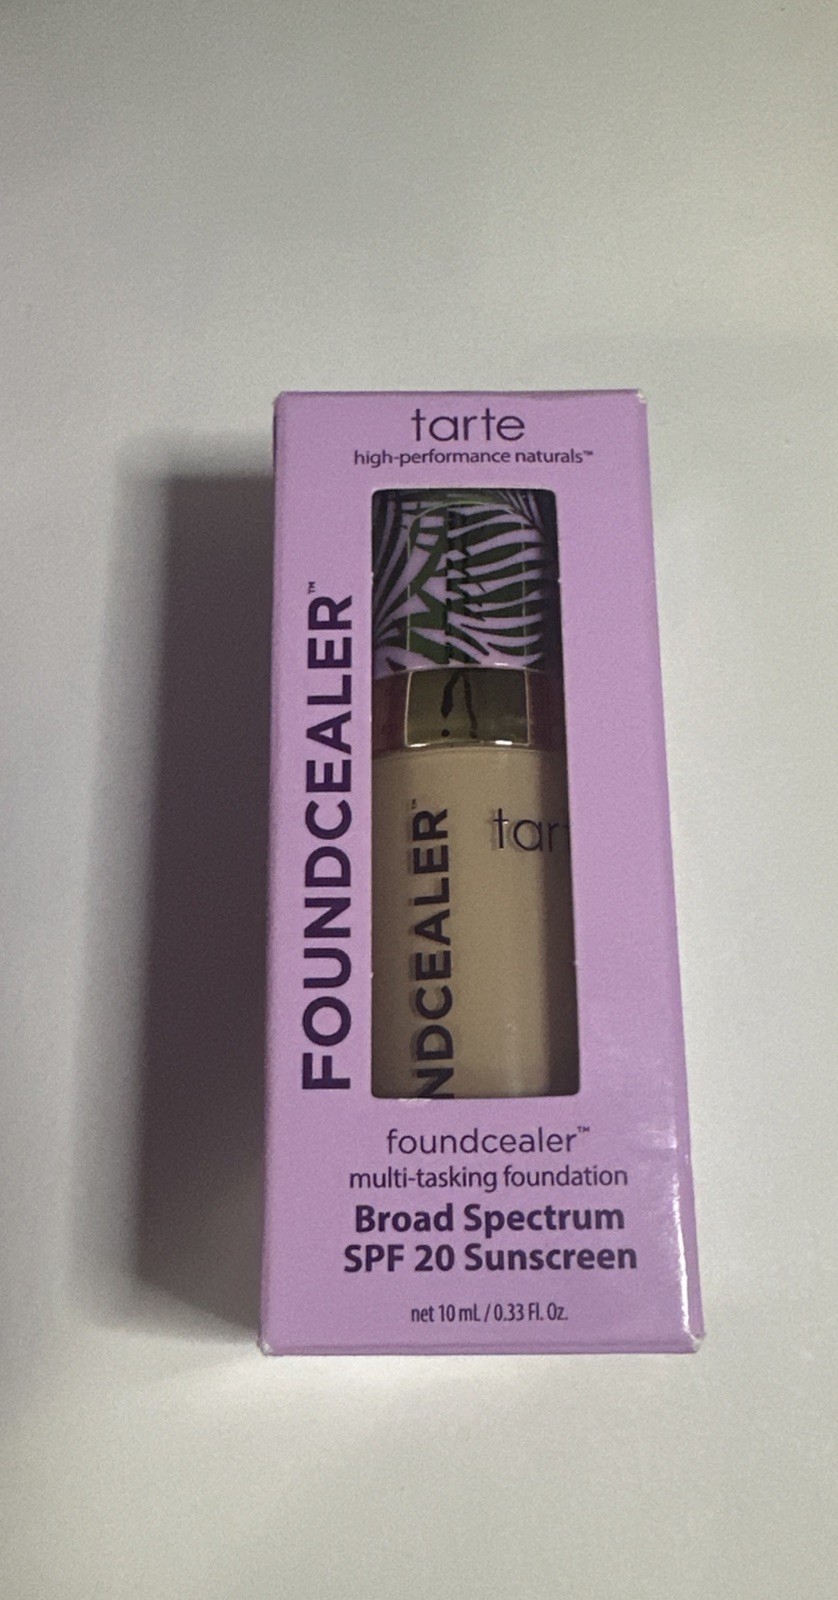 tarte
high-performance naturals™
FOUNDCEALER™
NDCEALER™
tar
foundcealer™
multi-tasking foundation
Broad Spectrum
SPF 20 Sunscreen
net 10 mL / 0.33 Fl. Oz.